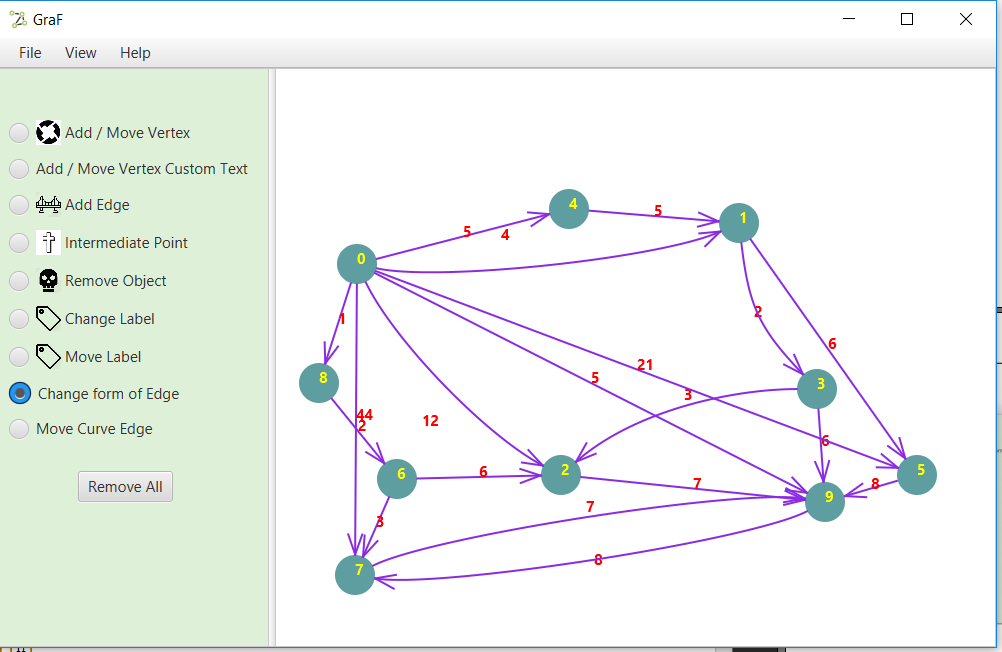 GraF
File View Help
Add / Move Vertex
Add / Move Vertex Custom Text
Add Edge
Intermediate Point
Remove Object
Change Label
Move Label
Change form of Edge
Move Curve Edge
Remove All
4
5
1
5
4
0
1
2
6
21
5
8
3
3
44
2
12
6
6
6
2
5
7
8
9
7
3
8
7